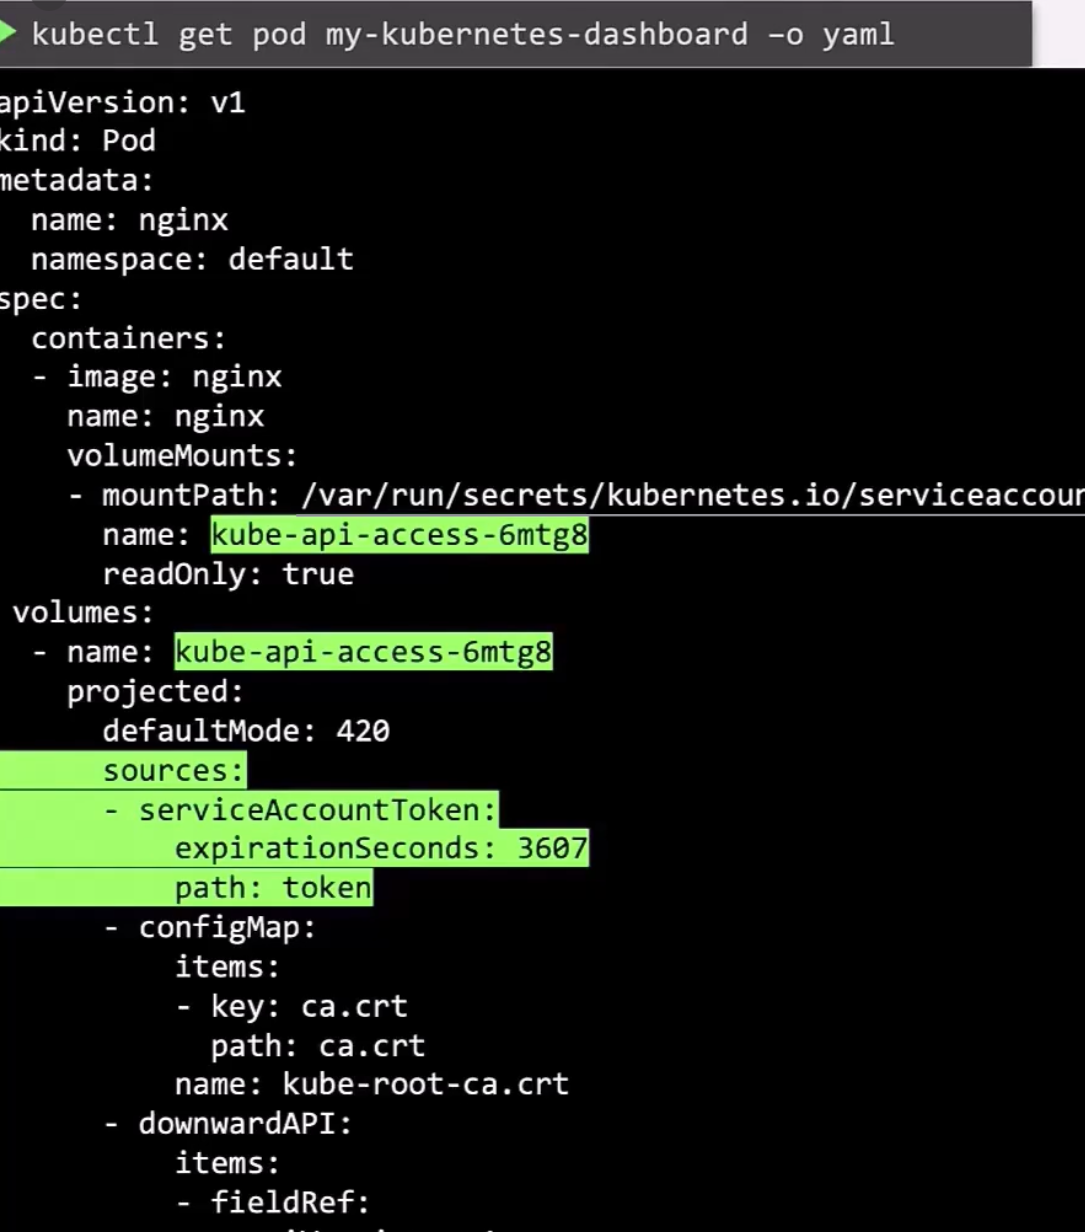 kubectl get pod my-kubernetes-dashboard –o yaml
apiVersion: v1
kind: Pod
metadata:
  name: nginx
  namespace: default
spec:
  containers:
  - image: nginx
    name: nginx
    volumeMounts:
    - mountPath: /var/run/secrets/kubernetes.io/serviceaccoun
      name: kube-api-access-6mtg8
      readOnly: true
 volumes:
  - name: kube-api-access-6mtg8
    projected:
      defaultMode: 420
      sources:
      - serviceAccountToken:
          expirationSeconds: 3607
          path: token
      - configMap:
          items:
          - key: ca.crt
            path: ca.crt
          name: kube-root-ca.crt
      - downwardAPI:
          items:
          - fieldRef: